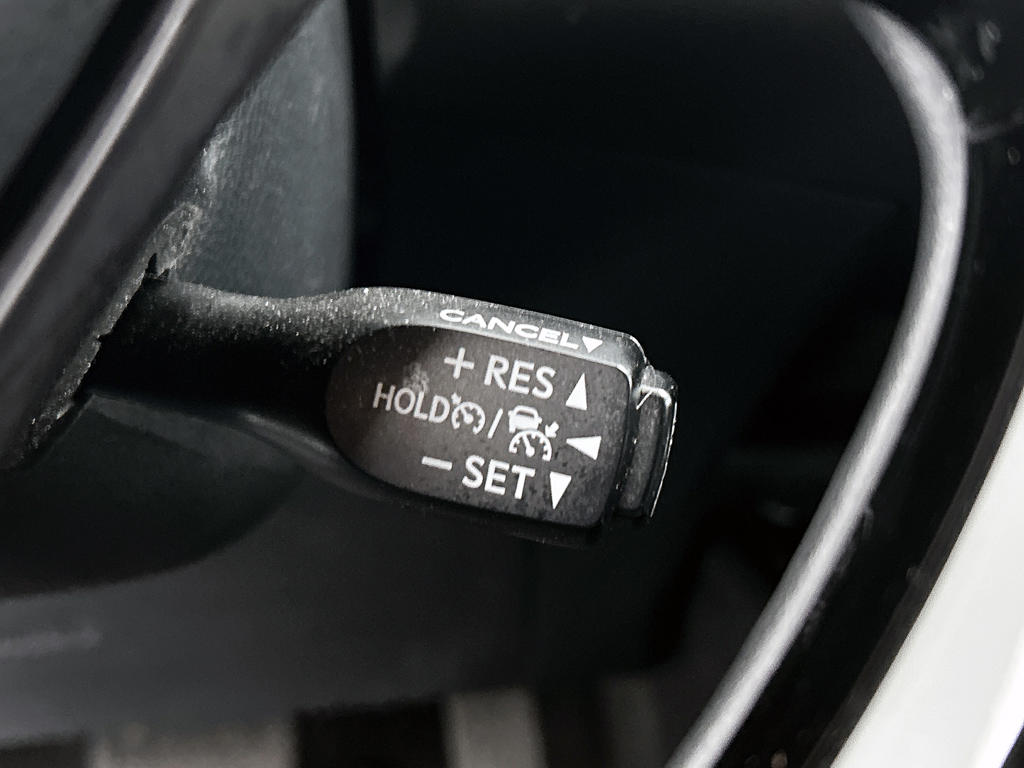 CANCEL▼
+ RES ▲
HOLD / ◀
− SET ▼